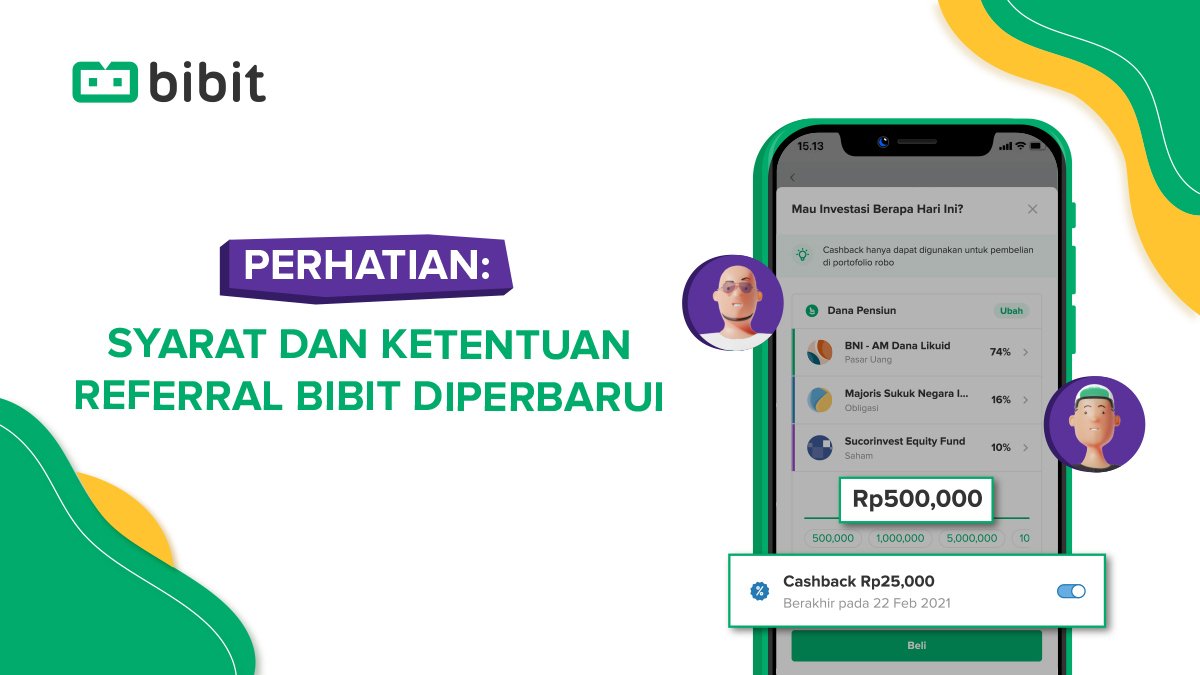 bibit
PERHATIAN:
SYARAT DAN KETENTUAN
REFERRAL BIBIT DIPERBARUI
15.13
Mau Investasi Berapa Hari Ini?
Cashback hanya dapat digunakan untuk pembelian
di portofolio robo
Dana Pensiun
Ubah
BNI - AM Dana Likuid
Pasar Uang
74%
Majoris Sukuk Negara I...
Obligasi
16%
Sucorinvest Equity Fund
Saham
10%
Rp500,000
500,000 1,000,000 5,000,000 10
Cashback Rp25,000
Berakhir pada 22 Feb 2021
Beli